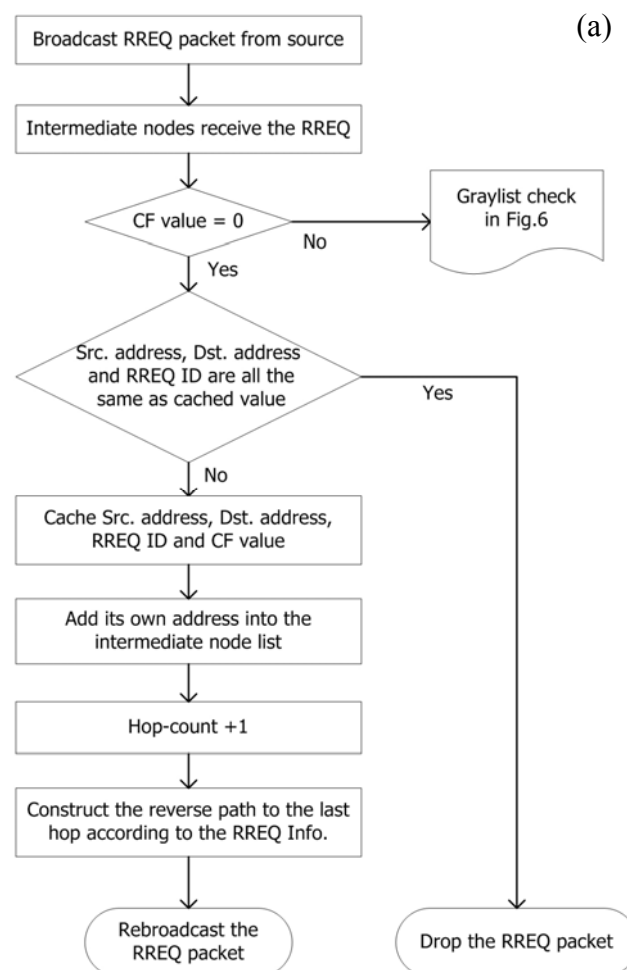 (a)
Broadcast RREQ packet from source
Intermediate nodes receive the RREQ
CF value = 0
No
Graylist check
in Fig.6
Yes
Src. address, Dst. address
and RREQ ID are all the
same as cached value
Yes
No
Cache Src. address, Dst. address,
RREQ ID and CF value
Add its own address into the
intermediate node list
Hop-count +1
Construct the reverse path to the last
hop according to the RREQ Info.
Rebroadcast the
RREQ packet
Drop the RREQ packet